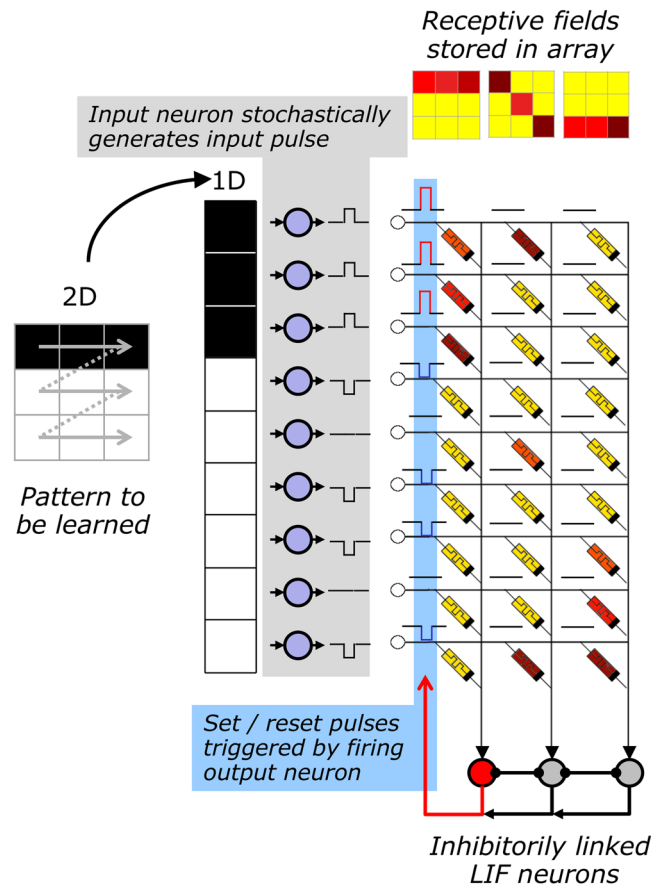 Receptive fields
stored in array
Input neuron stochastically
generates input pulse
1D
2D
Pattern to
be learned
Set / reset pulses
triggered by firing
output neuron
Inhibitorily linked
LIF neurons